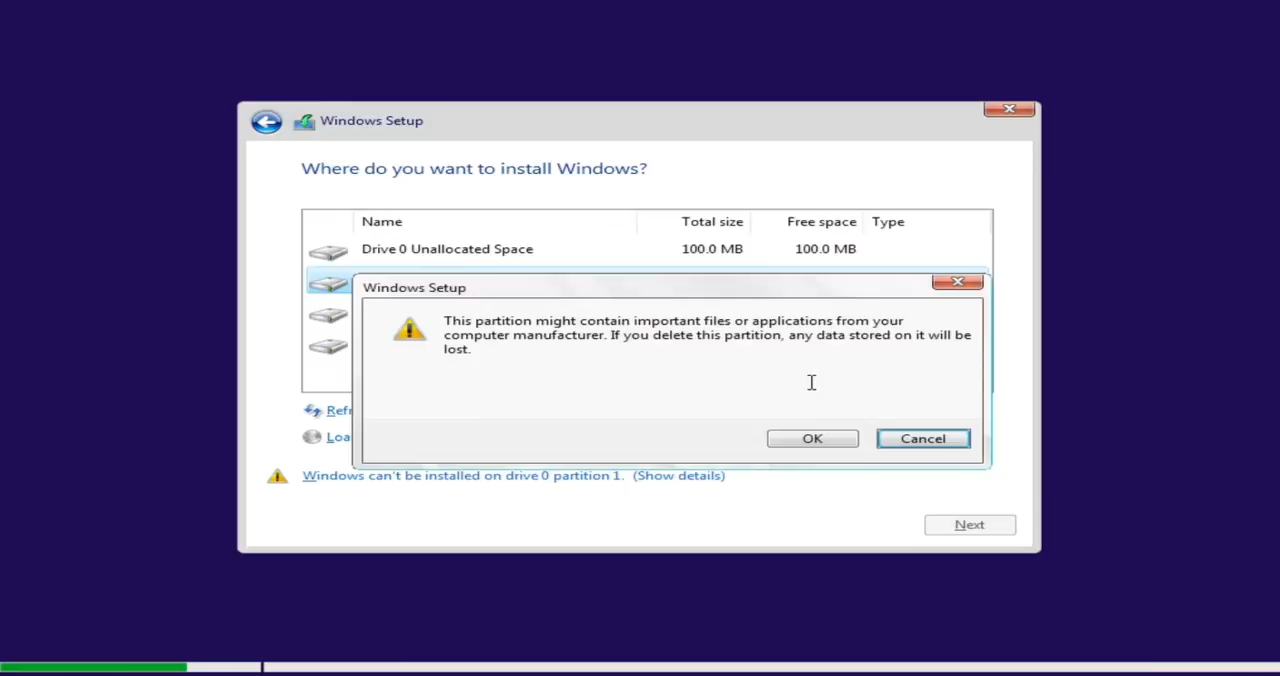 Windows Setup
Where do you want to install Windows?
Name Total size Free space Type
Drive 0 Unallocated Space 100.0 MB 100.0 MB
Windows Setup
This partition might contain important files or applications from your
computer manufacturer. If you delete this partition, any data stored on it will be
lost.
OK Cancel
Refr
Loa
Windows can't be installed on drive 0 partition 1. (Show details)
Next